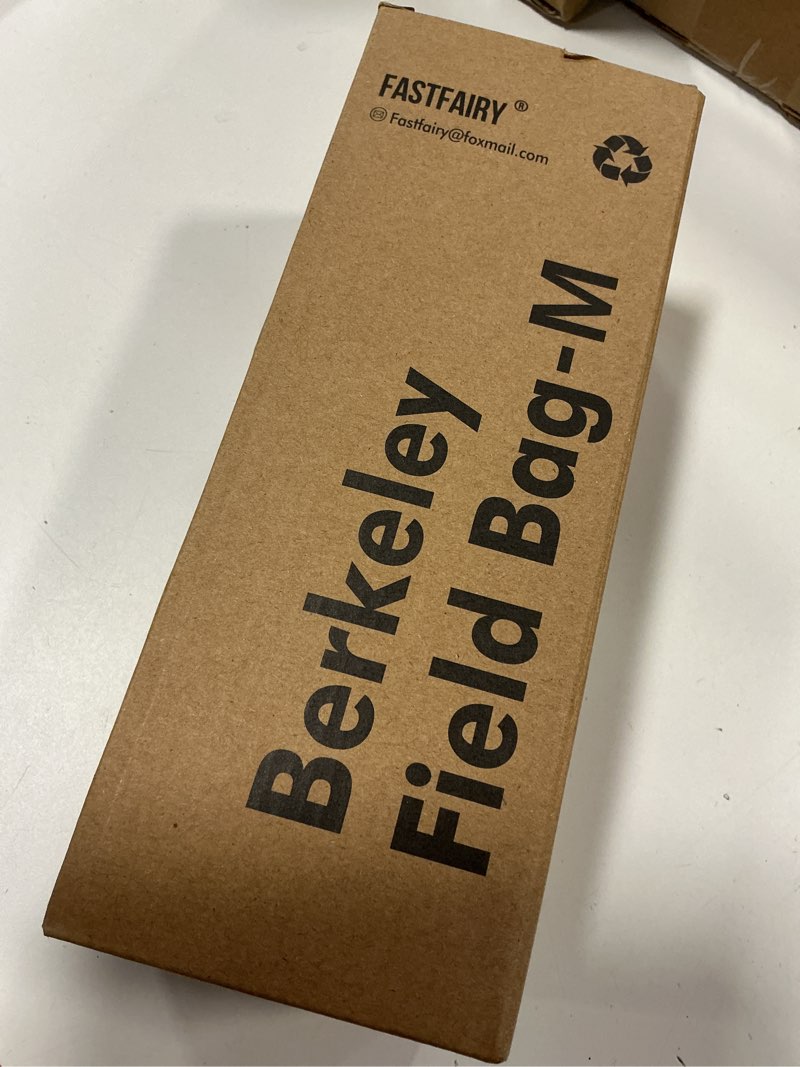 FASTFAIRY ®
Fastfairy@foxmail.com
Berkeley
Field Bag-M